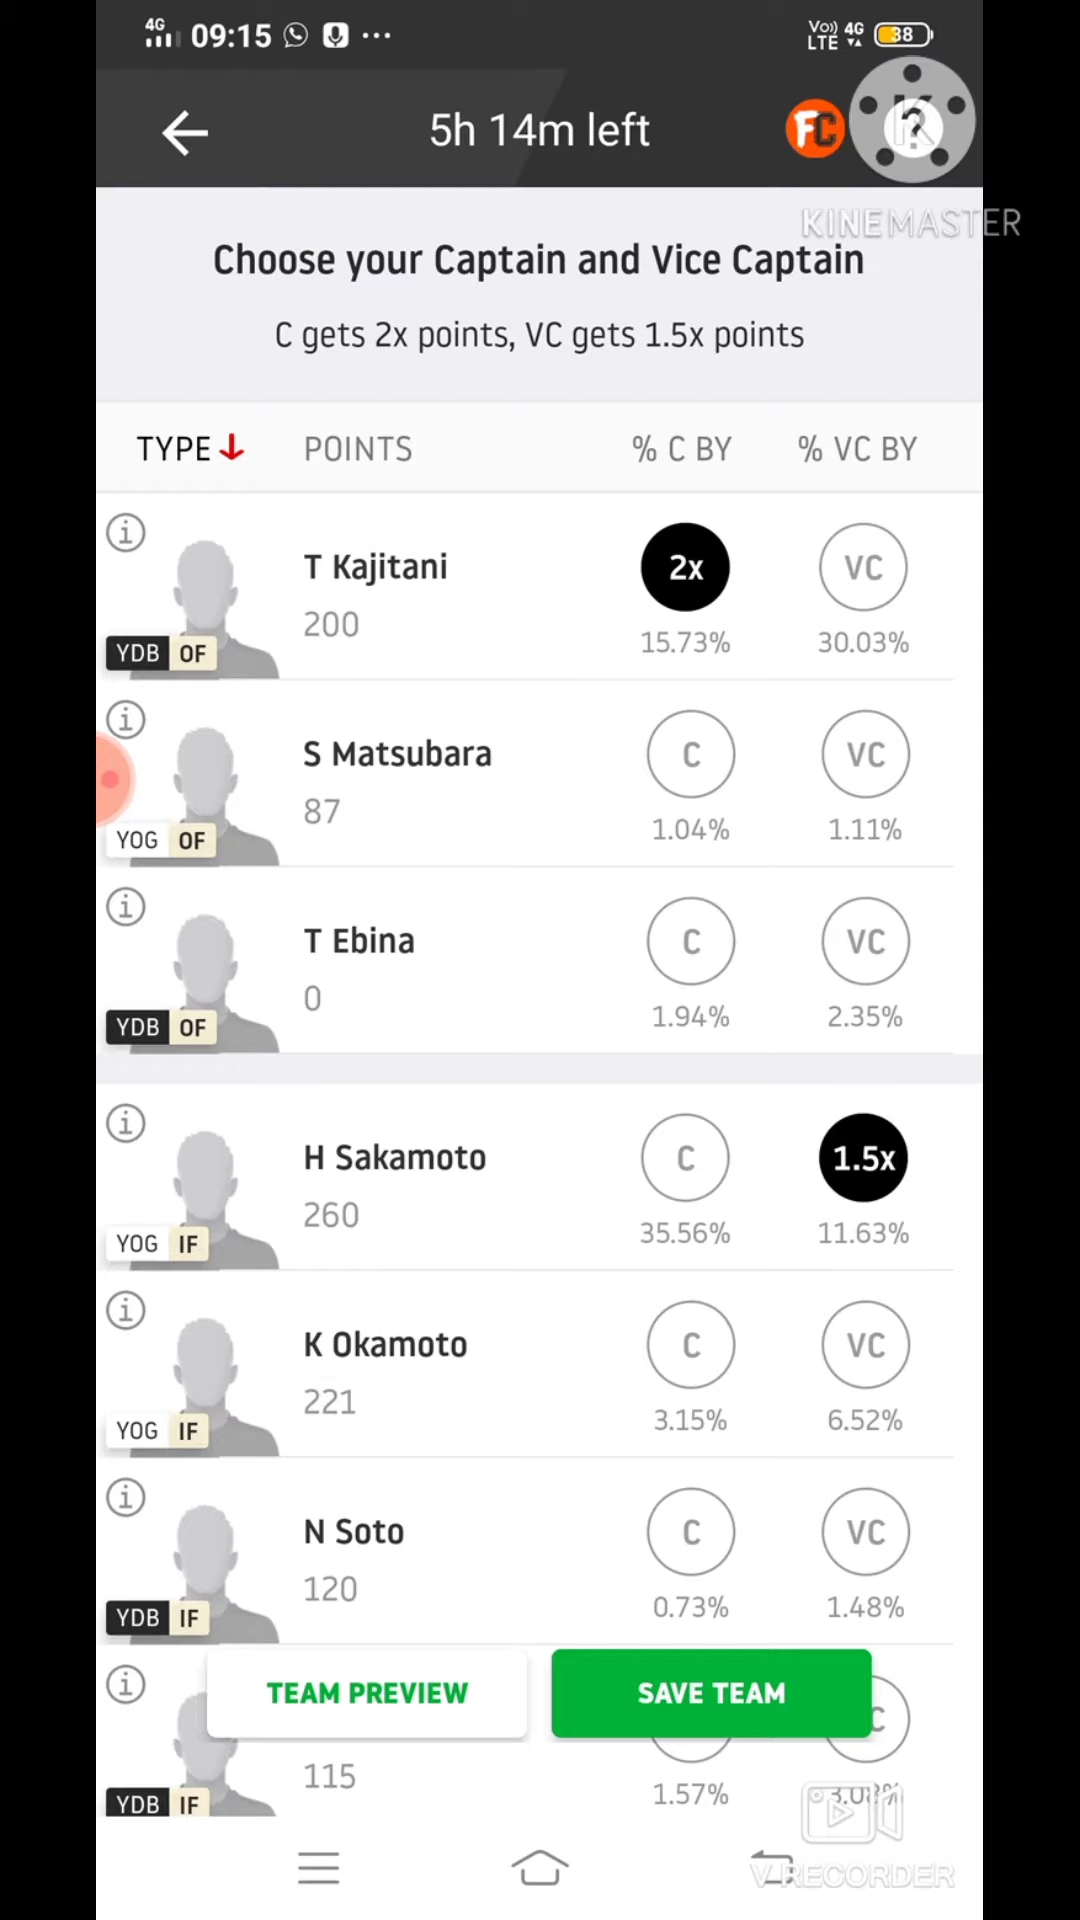 4G 09:15 ... Vo)) LTE 4G 38
5h 14m left FC ?
KINEMASTER
Choose your Captain and Vice Captain
C gets 2x points, VC gets 1.5x points
TYPE POINTS % C BY % VC BY
T Kajitani 2x VC
200 15.73% 30.03%
YDB OF
S Matsubara C VC
87 1.04% 1.11%
YOG OF
T Ebina C VC
0 1.94% 2.35%
YDB OF
H Sakamoto C 1.5x
260 35.56% 11.63%
YOG IF
K Okamoto C VC
221 3.15% 6.52%
YOG IF
N Soto C VC
120 0.73% 1.48%
YDB IF
TEAM PREVIEW SAVE TEAM
115 1.57% 3.08%
YDB IF
V RECORDER